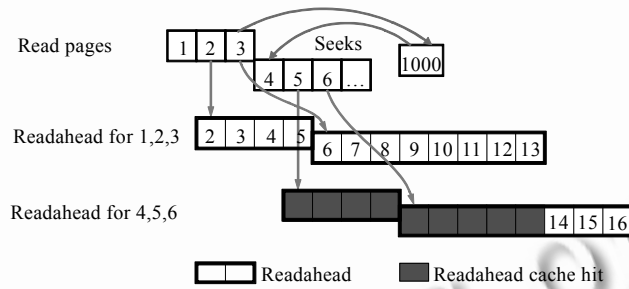 Read pages
1 2 3
Seeks
1000
4 5 6 ...
Readahead for 1,2,3
2 3 4 5
6 7 8 9 10 11 12 13
Readahead for 4,5,6
14 15 16
Readahead
Readahead cache hit